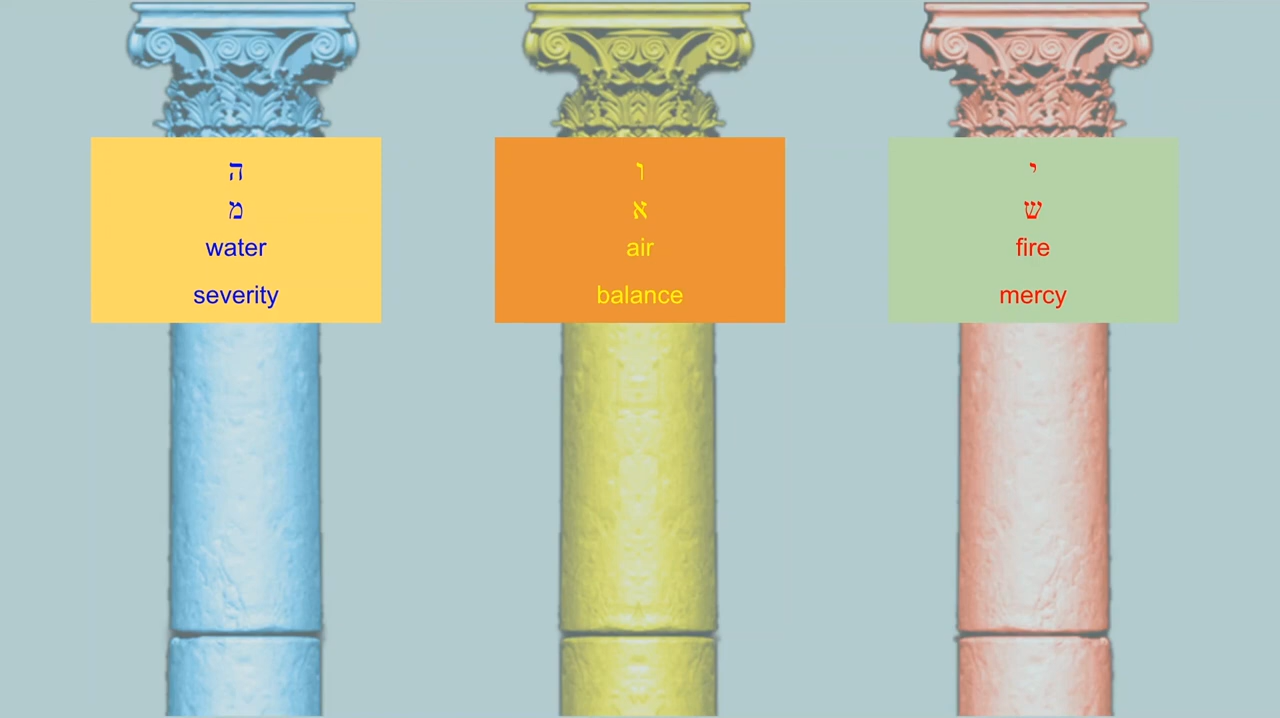 ה
מ
water
severity
ו
א
air
balance
י
ש
fire
mercy